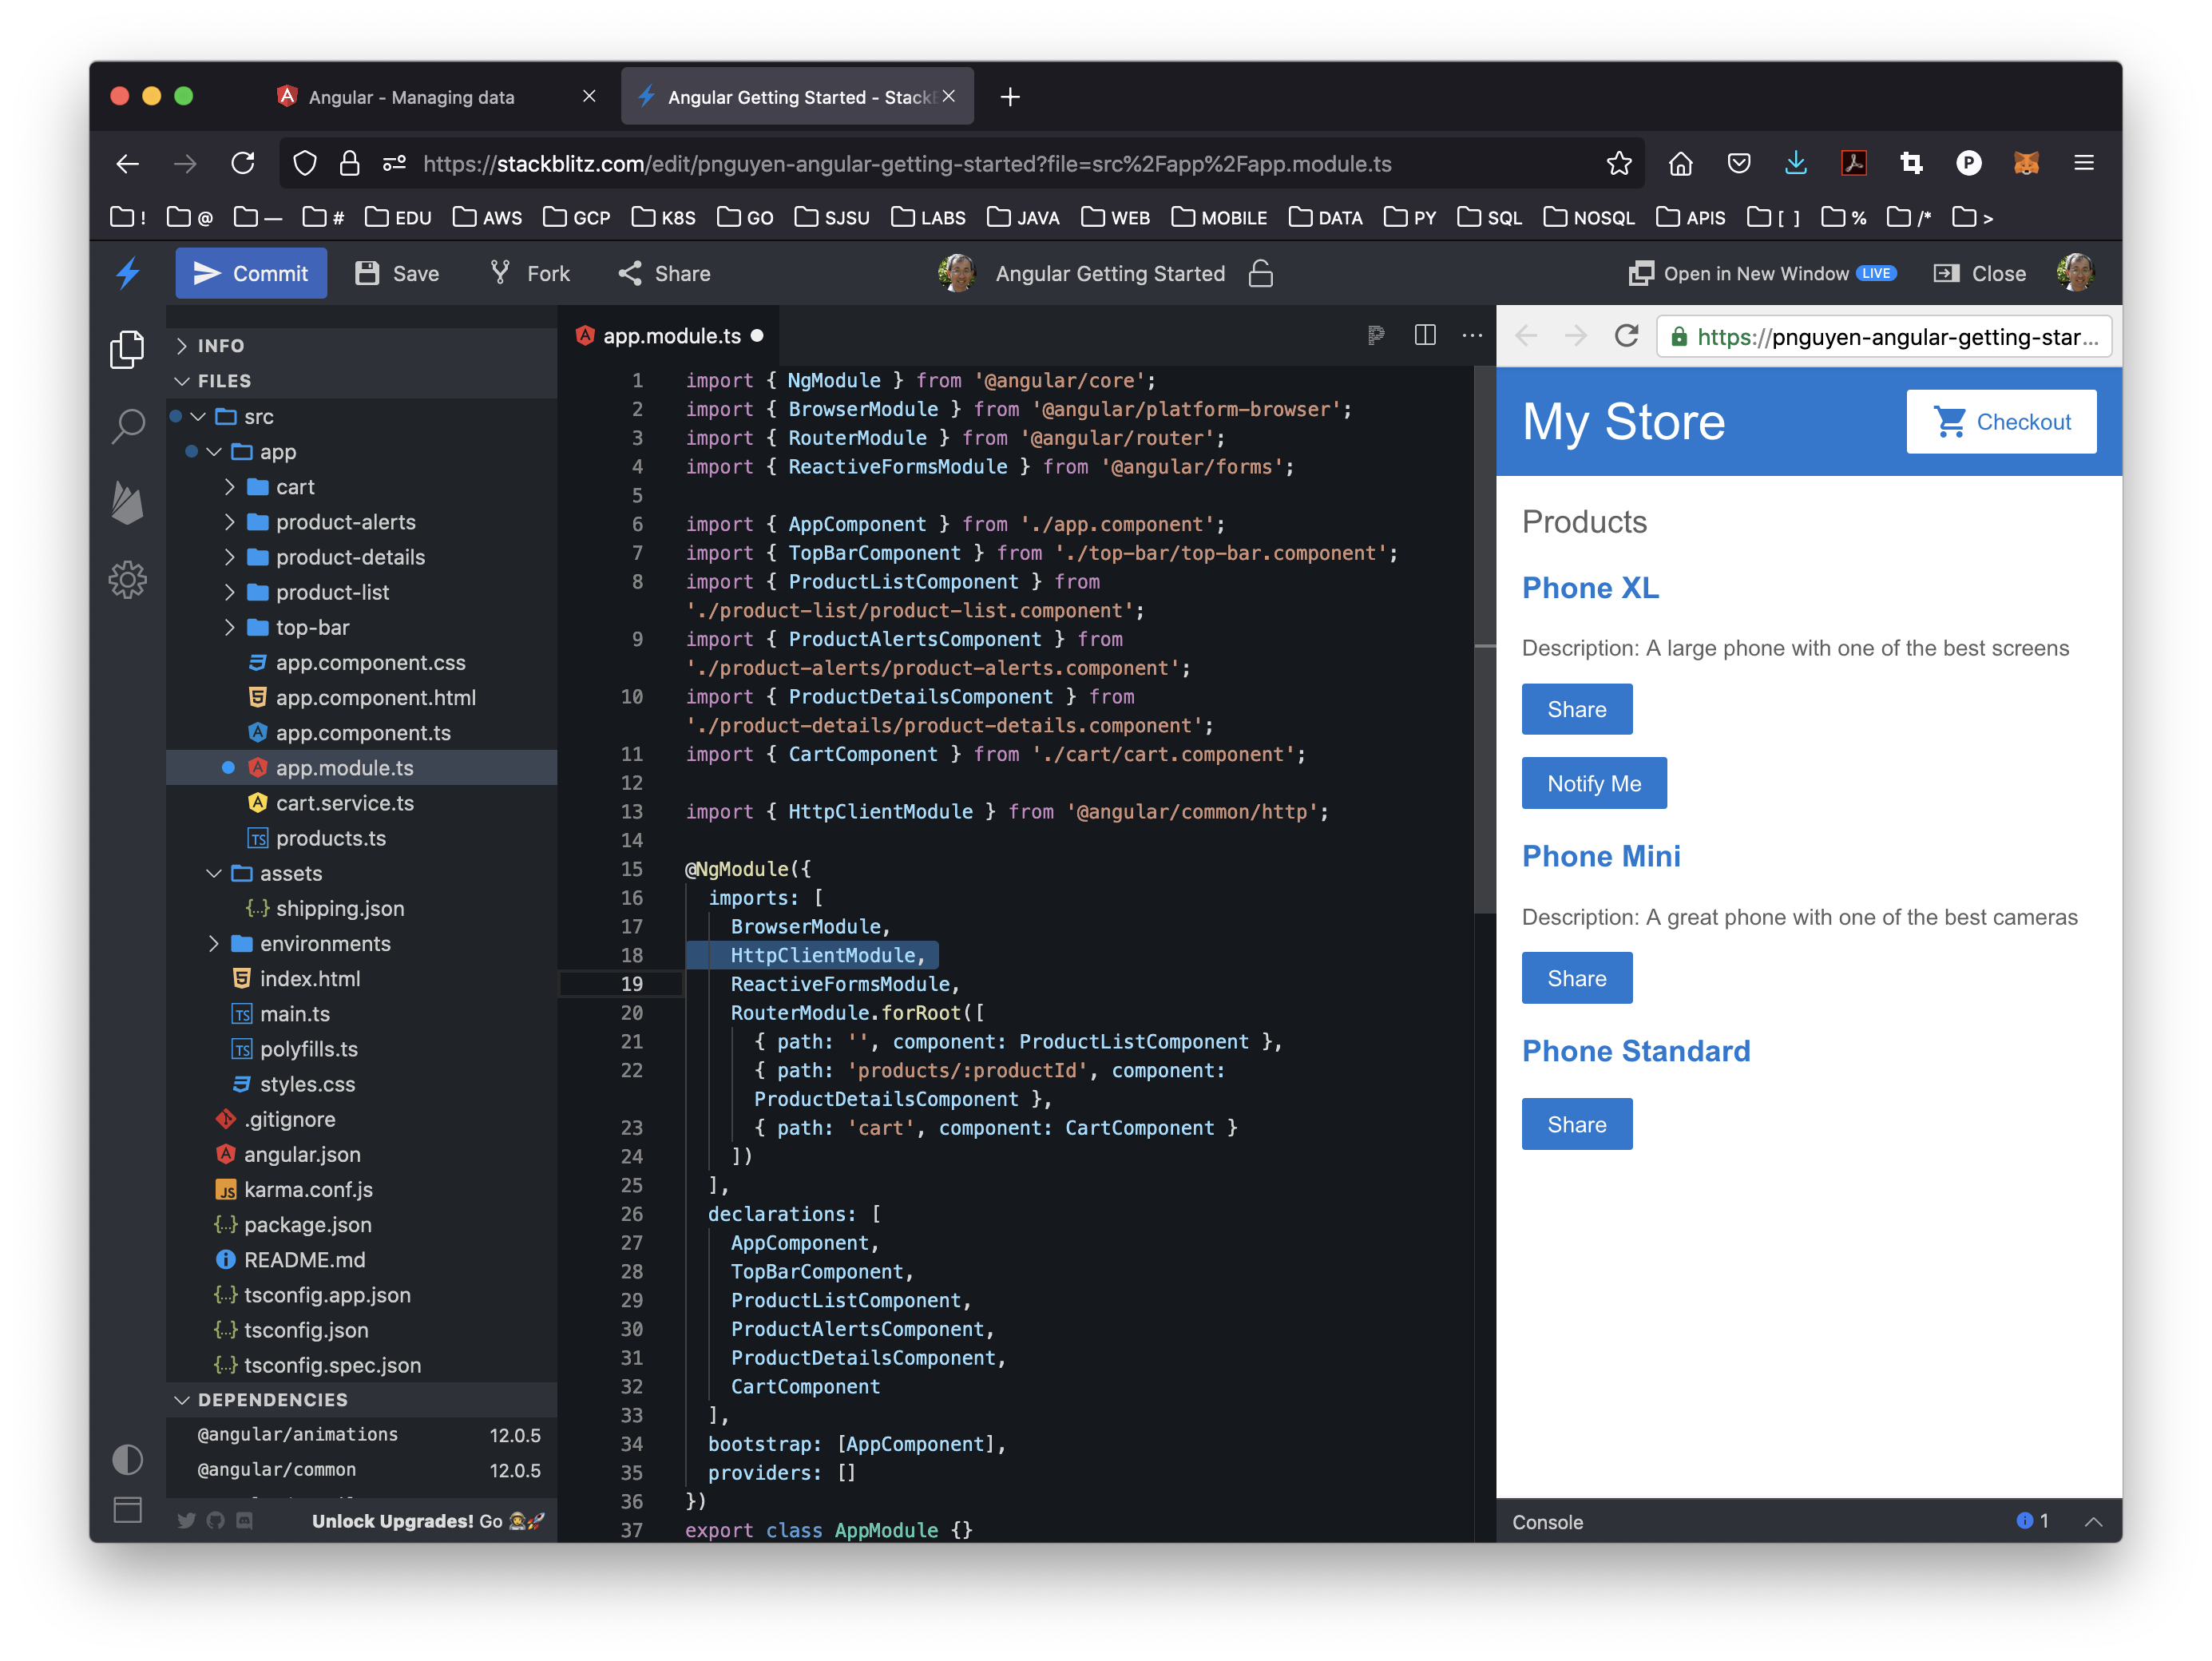 Angular - Managing data
Angular Getting Started - Stack
https://stackblitz.com/edit/pnguyen-angular-getting-started?file=src%2Fapp%2Fapp.module.ts
! @ — # EDU AWS GCP K8S GO SJSU LABS JAVA WEB MOBILE DATA PY SQL NOSQL APIS [ ] % /* >
Commit Save Fork Share Angular Getting Started Open in New Window LIVE Close
INFO
FILES
src
app
cart
product-alerts
product-details
product-list
top-bar
app.component.css
app.component.html
app.component.ts
app.module.ts
cart.service.ts
products.ts
assets
shipping.json
environments
index.html
main.ts
polyfills.ts
styles.css
.gitignore
angular.json
karma.conf.js
package.json
README.md
tsconfig.app.json
tsconfig.json
tsconfig.spec.json
DEPENDENCIES
@angular/animations 12.0.5
@angular/common 12.0.5
Unlock Upgrades! Go
app.module.ts
1 import { NgModule } from '@angular/core';
2 import { BrowserModule } from '@angular/platform-browser';
3 import { RouterModule } from '@angular/router';
4 import { ReactiveFormsModule } from '@angular/forms';
5
6 import { AppComponent } from './app.component';
7 import { TopBarComponent } from './top-bar/top-bar.component';
8 import { ProductListComponent } from
'./product-list/product-list.component';
9 import { ProductAlertsComponent } from
'./product-alerts/product-alerts.component';
10 import { ProductDetailsComponent } from
'./product-details/product-details.component';
11 import { CartComponent } from './cart/cart.component';
12
13 import { HttpClientModule } from '@angular/common/http';
14
15 @NgModule({
16 imports: [
17 BrowserModule,
18 HttpClientModule,
19 ReactiveFormsModule,
20 RouterModule.forRoot([
21 { path: '', component: ProductListComponent },
22 { path: 'products/:productId', component:
ProductDetailsComponent },
23 { path: 'cart', component: CartComponent }
24 ])
25 ],
26 declarations: [
27 AppComponent,
28 TopBarComponent,
29 ProductListComponent,
30 ProductAlertsComponent,
31 ProductDetailsComponent,
32 CartComponent
33 ],
34 bootstrap: [AppComponent],
35 providers: []
36 })
37 export class AppModule {}
https://pnguyen-angular-getting-star...
My Store
Checkout
Products
Phone XL
Description: A large phone with one of the best screens
Share
Notify Me
Phone Mini
Description: A great phone with one of the best cameras
Share
Phone Standard
Share
Console 1